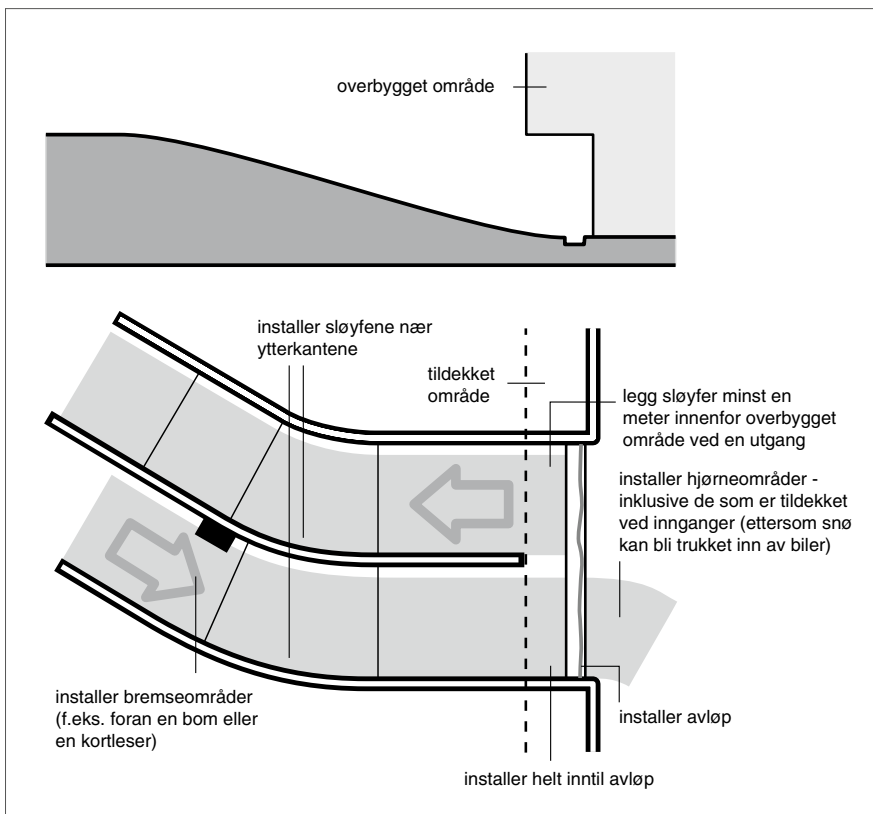 overbygget område
installer sløyfene nær
ytterkantene
tildekket
område
legg sløyfer minst en
meter innenfor overbygget
område ved en utgang
installer hjørneområder -
inklusive de som er tildekket
ved innganger (ettersom snø
kan bli trukket inn av biler)
installer bremseområder
(f.eks. foran en bom eller
en kortleser)
installer avløp
installer helt inntil avløp